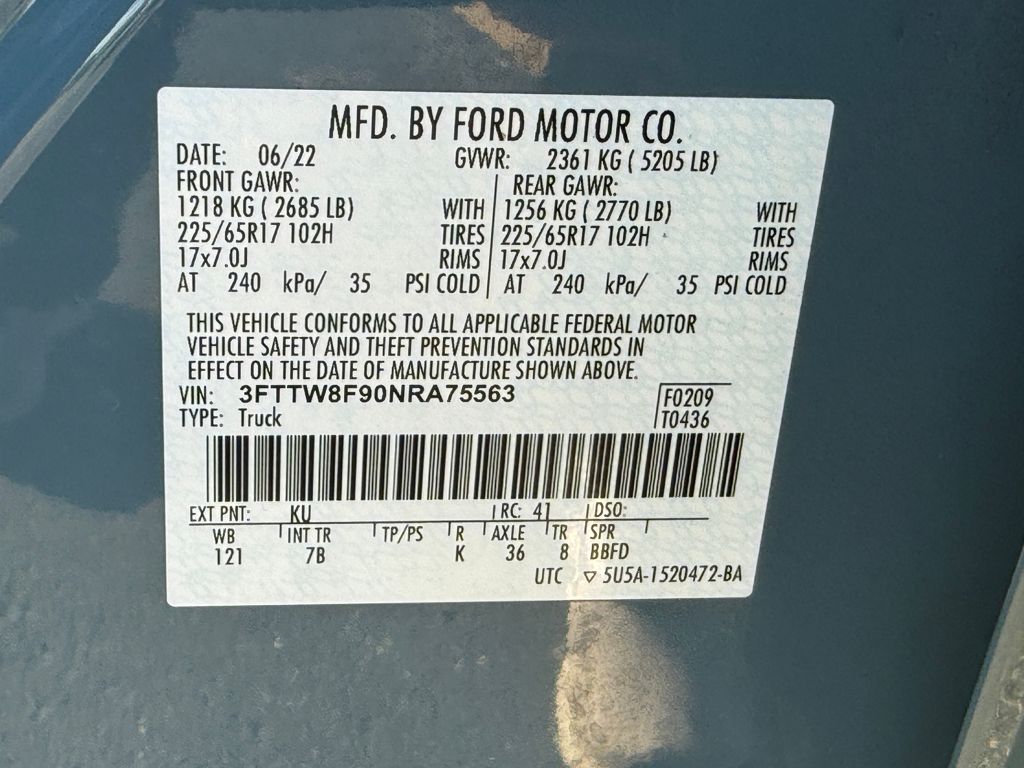 MFD. BY FORD MOTOR CO.
DATE: 06/22 GVWR: 2361 KG ( 5205 LB)
FRONT GAWR: REAR GAWR:
1218 KG ( 2685 LB) WITH 1256 KG ( 2770 LB) WITH
225/65R17 102H TIRES 225/65R17 102H TIRES
17x7.0J RIMS 17x7.0J RIMS
AT 240 kPa/ 35 PSI COLD AT 240 kPa/ 35 PSI COLD
THIS VEHICLE CONFORMS TO ALL APPLICABLE FEDERAL MOTOR
VEHICLE SAFETY AND THEFT PREVENTION STANDARDS IN
EFFECT ON THE DATE OF MANUFACTURE SHOWN ABOVE.
VIN: 3FTTW8F90NRA75563 F0209
TYPE: Truck T0436
EXT PNT: KU RC: 41 DSO:
WB INT TR TP/PS R AXLE TR SPR
121 7B K 36 8 BBFD
UTC ▽ 5U5A-1520472-BA